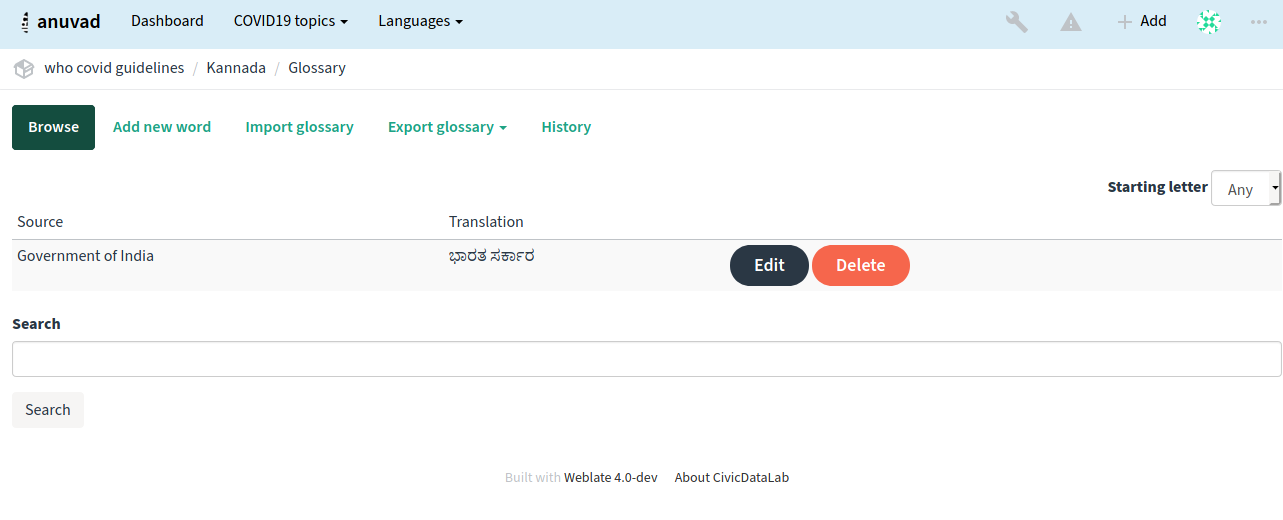 anuvad Dashboard COVID19 topics Languages Add
who covid guidelines / Kannada / Glossary
Browse Add new word Import glossary Export glossary History
Starting letter Any
Source Translation
Government of India ಭಾರತ ಸರ್ಕಾರ Edit Delete
Search
Search
Built with Weblate 4.0-dev About CivicDataLab